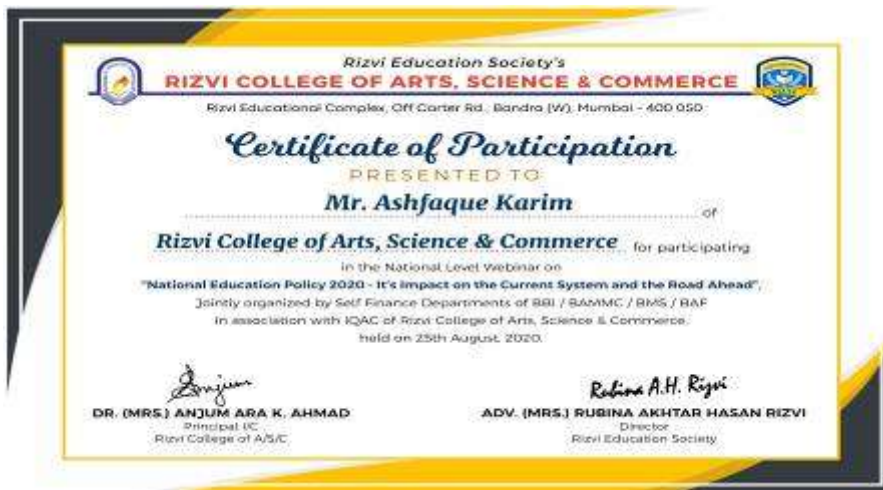 Rizvi Education Society's
RIZVI COLLEGE OF ARTS, SCIENCE & COMMERCE
Rizvi Educational Complex, Off Carter Rd., Bandra (W), Mumbai - 400 050
Certificate of Participation
PRESENTED TO
Mr. Ashfaque Karim of
Rizvi College of Arts, Science & Commerce for participating
in the National Level Webinar on
"National Education Policy 2020 - It's Impact on the Current System and the Road Ahead",
Jointly organized by Self Finance Departments of BBI / BAMMC / BMS / BAF
in association with IQAC of Rizvi College of Arts, Science & Commerce,
held on 25th August, 2020.
Anjum
Rubina A.H. Rizvi
DR. (MRS.) ANJUM ARA K. AHMAD
ADV. (MRS.) RUBINA AKHTAR HASAN RIZVI
Principal I/C
Director
Rizvi College of A/S/C
Rizvi Education Society